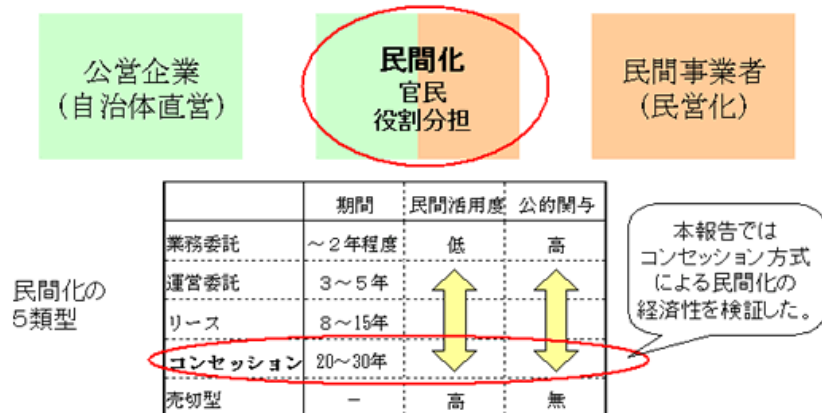 公営企業
(自治体直営)
民間化
官民
役割分担
民間事業者
(民営化)
民間化の
5類型
期間 民間活用度 公的関与
業務委託 ～2年程度 低 高
運営委託 3～5年
リース 8～15年
コンセッション 20～30年
売切型 － 高 無
本報告では
コンセッション方式
による民間化の
経済性を検証した。